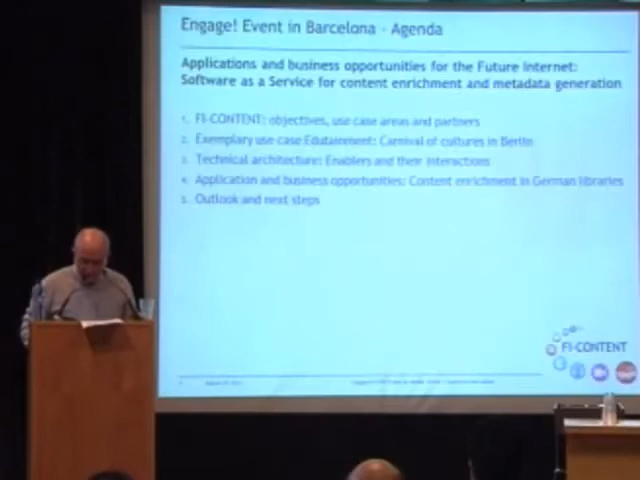 Engage! Event in Barcelona - Agenda
Applications and business opportunities for the Future Internet:
Software as a Service for content enrichment and metadata generation
1. FI-CONTENT: objectives, use case areas and partners
2. Exemplary use case Edutainment: Carnival of cultures in Berlin
3. Technical architecture: Enablers and their interactions
4. Application and business opportunities: Content enrichment in German libraries
5. Outlook and next steps
FI-CONTENT